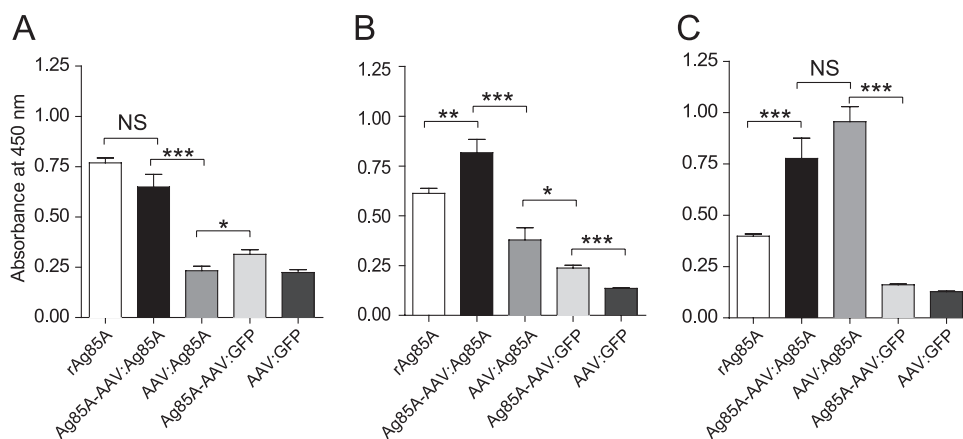 A
Absorbance at 450 nm
1.25
1.00
0.75
0.50
0.25
0.00
NS
***
*
rAg85A
Ag85A-AAV:Ag85A
AAV:Ag85A
Ag85A-AAV:GFP
AAV:GFP
B
1.25
1.00
0.75
0.50
0.25
0.00
**
***
*
***
rAg85A
Ag85A-AAV:Ag85A
AAV:Ag85A
Ag85A-AAV:GFP
AAV:GFP
C
1.25
1.00
0.75
0.50
0.25
0.00
***
NS
***
rAg85A
Ag85A-AAV:Ag85A
AAV:Ag85A
Ag85A-AAV:GFP
AAV:GFP